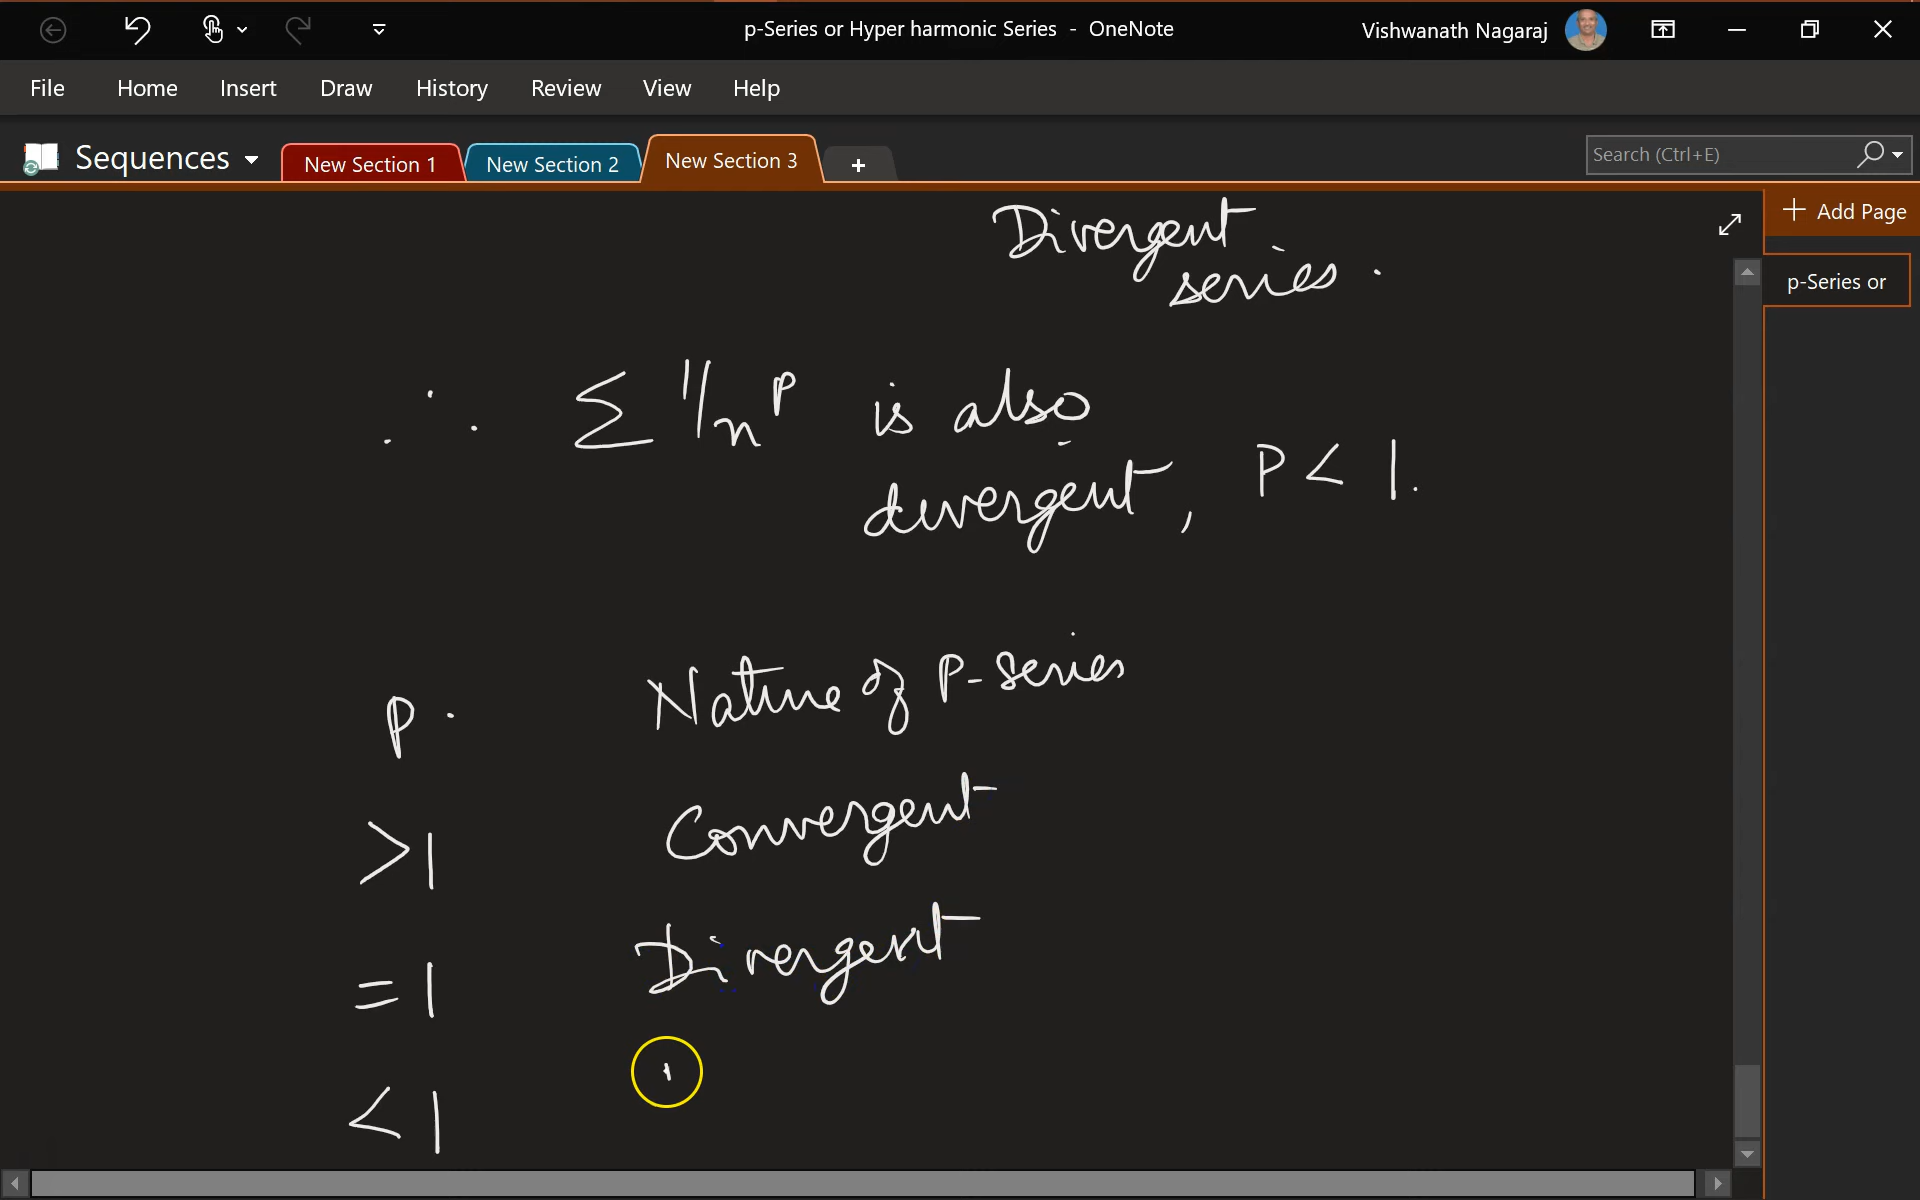 p-Series or Hyper harmonic Series - OneNote
Vishwanath Nagaraj
File Home Insert Draw History Review View Help
Sequences New Section 1 New Section 2 New Section 3 +
Search (Ctrl+E)
+ Add Page
p-Series or
Divergent
series.
∴ Σ 1/n^p is also
divergent, P < 1.
p. Nature of P-series
>1 Convergent
=1 Divergent
<1